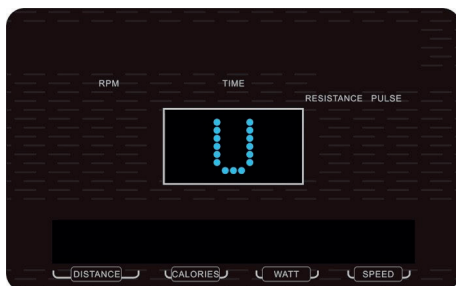 RPM TIME
RESISTANCE PULSE
U
DISTANCE CALORIES WATT SPEED